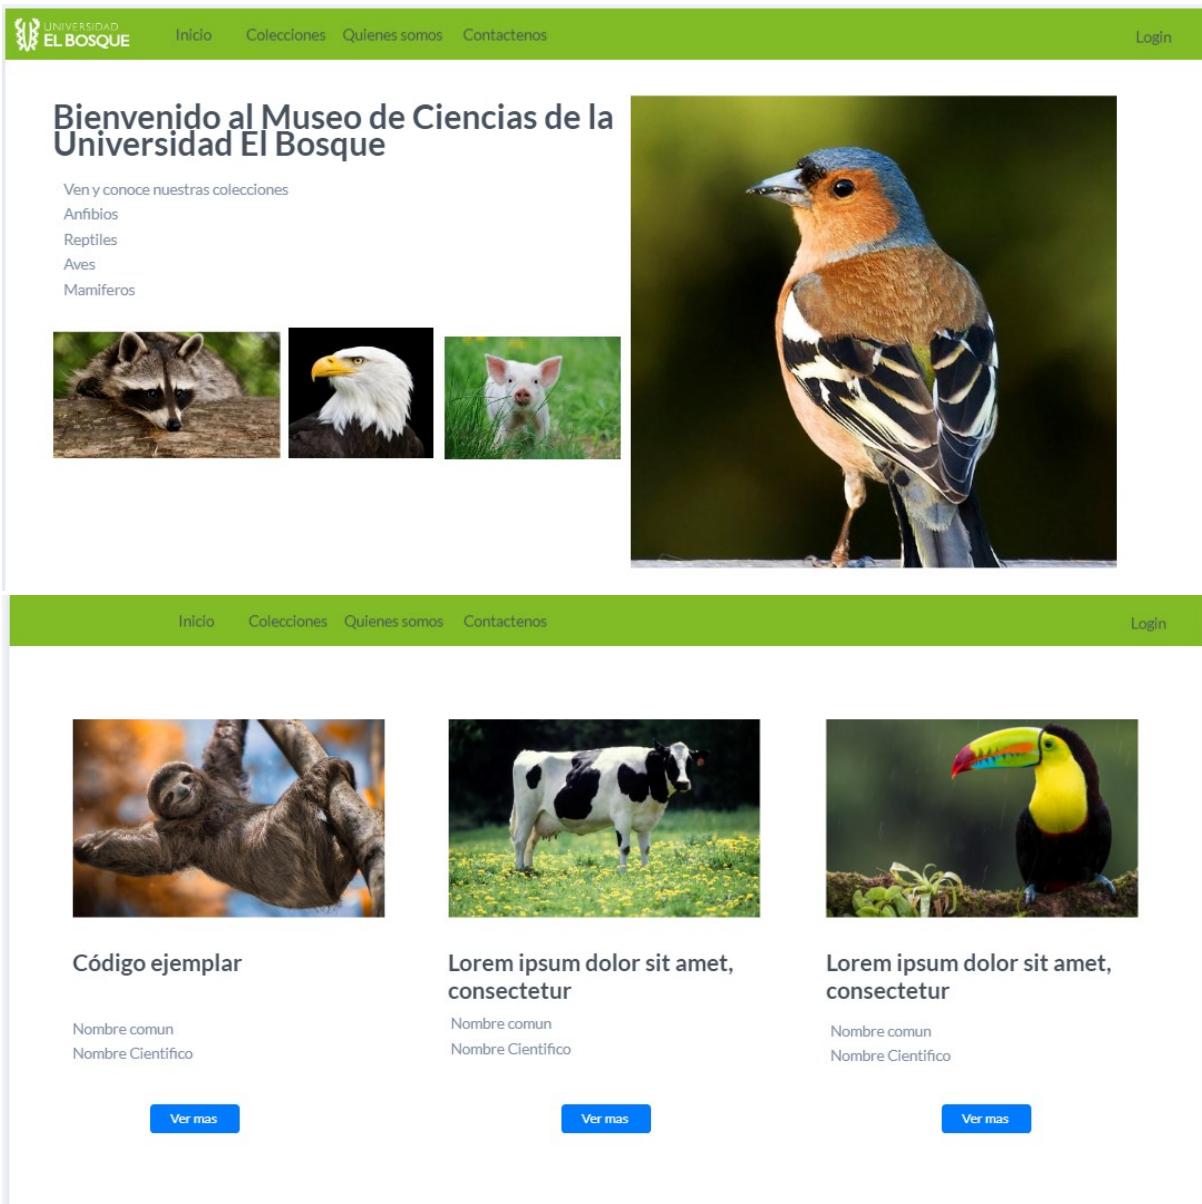 UNIVERSIDAD
EL BOSQUE
Inicio Colecciones Quienes somos Contactenos Login
Bienvenido al Museo de Ciencias de la
Universidad El Bosque
Ven y conoce nuestras colecciones
Anfibios
Reptiles
Aves
Mamiferos
Inicio Colecciones Quienes somos Contactenos Login
Código ejemplar
Nombre comun
Nombre Cientifico
Ver mas
Lorem ipsum dolor sit amet,
consectetur
Nombre comun
Nombre Cientifico
Ver mas
Lorem ipsum dolor sit amet,
consectetur
Nombre comun
Nombre Cientifico
Ver mas